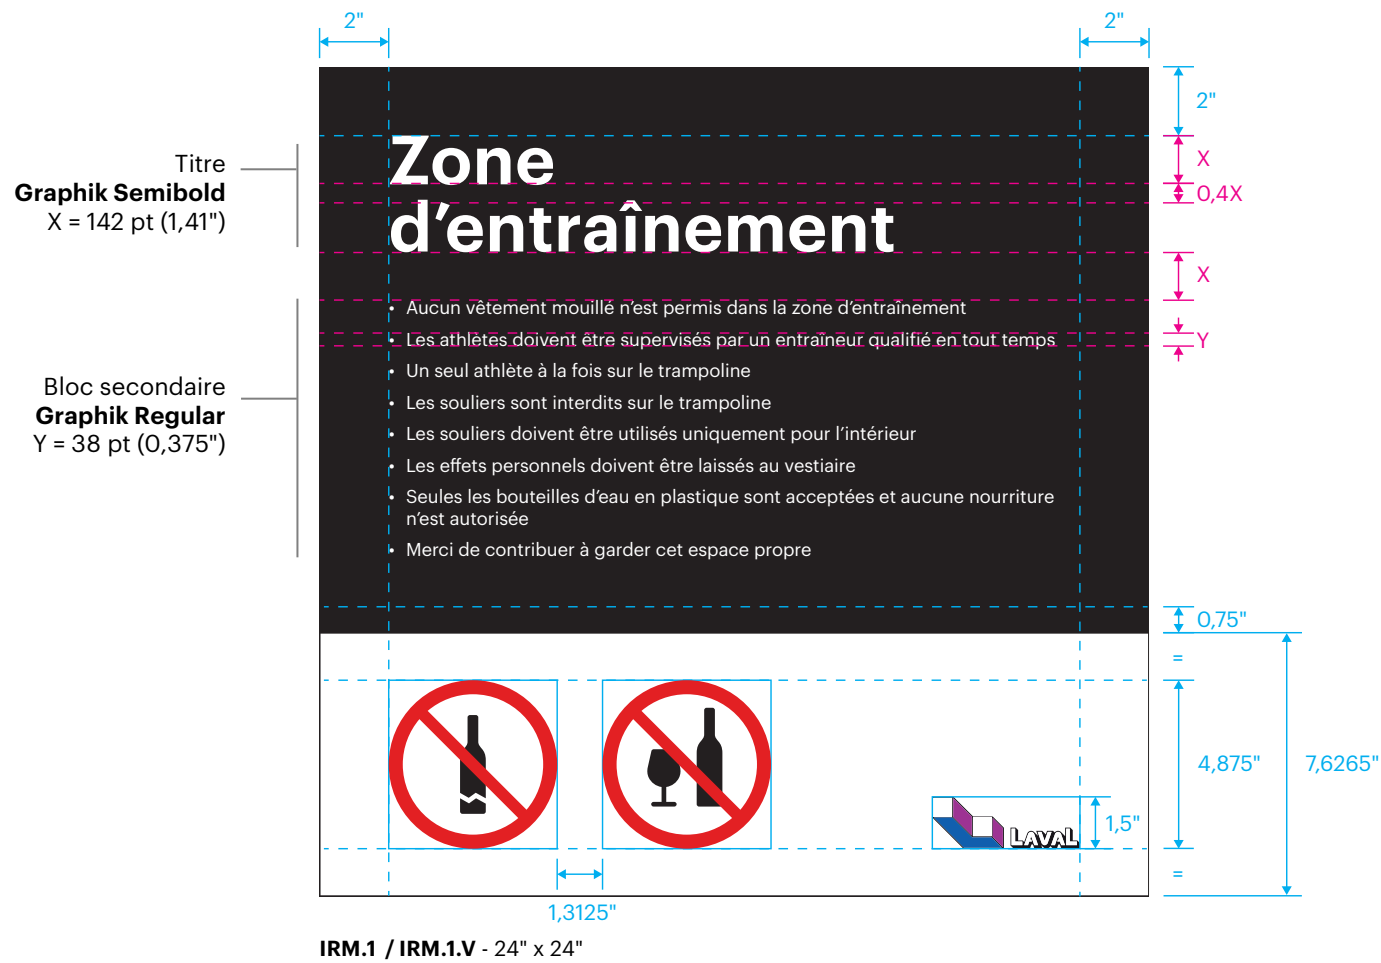 2"
2"
2"
Titre
Graphik Semibold
X = 142 pt (1,41")
Zone
d’entraînement
X
0,4X
X
Y
Bloc secondaire
Graphik Regular
Y = 38 pt (0,375")
• Aucun vêtement mouillé n’est permis dans la zone d’entraînement
• Les athlètes doivent être supervisés par un entraîneur qualifié en tout temps
• Un seul athlète à la fois sur le trampoline
• Les souliers sont interdits sur le trampoline
• Les souliers doivent être utilisés uniquement pour l’intérieur
• Les effets personnels doivent être laissés au vestiaire
• Seules les bouteilles d’eau en plastique sont acceptées et aucune nourriture
n’est autorisée
• Merci de contribuer à garder cet espace propre
0,75"
=
4,875"
7,6265"
1,5"
LAVAL
=
1,3125"
IRM.1 / IRM.1.V - 24" x 24"